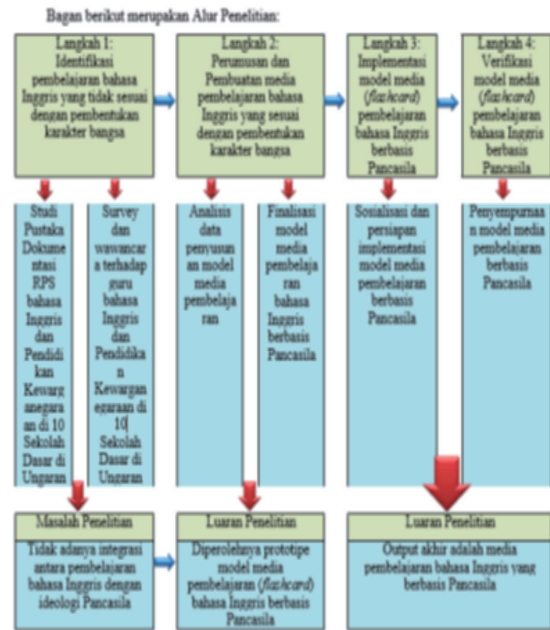 Bagan berikut merupakan Alur Penelitian:
Langkah 1:
Identifikasi
pembelajaran bahasa
Inggris yang tidak sesuai
dengan pembentukan
karakter bangsa
Langkah 2:
Perumusan dan
Pembuatan media
pembelajaran bahasa
Inggris yang sesuai
dengan pembentukan
karakter bangsa
Langkah 3:
Implementasi
model media
(flashcard)
pembelajaran
bahasa Inggris
berbasis
Pancasila
Langkah 4:
Verifikasi
model media
(flashcard)
pembelajaran
bahasa Inggris
berbasis
Pancasila
Studi
Pustaka
Dokume
ntasi
RPS
bahasa
Inggris
dan
Pendidi
kan
Kewarg
anegara
an di 10
Sekolah
Dasar di
Ungaran
Survey
dan
wawancar
a terhadap
guru
bahasa
Inggris
dan
Pendidika
n
Kewargan
egaraan di
10
Sekolah
Dasar di
Ungaran
Analisis
data
penyusun
an model
media
pembelaja
ran
Finalisasi
model
media
pembelaja
ran
bahasa
Inggris
berbasis
Pancasila
Sosialisasi dan
persiapan
implementasi
model media
pembelajaran
berbasis
Pancasila
Penyempurnaa
n model media
pembelajaran
berbasis
Pancasila
Masalah Penelitian
Tidak adanya integrasi
antara pembelajaran
bahasa Inggris dengan
ideologi Pancasila
Luaran Penelitian
Diperolehnya prototipe
model media
pembelajaran (flashcard)
bahasa Inggris berbasis
Pancasila
Luaran Penelitian
Output akhir adalah media
pembelajaran bahasa Inggris yang
berbasis Pancasila